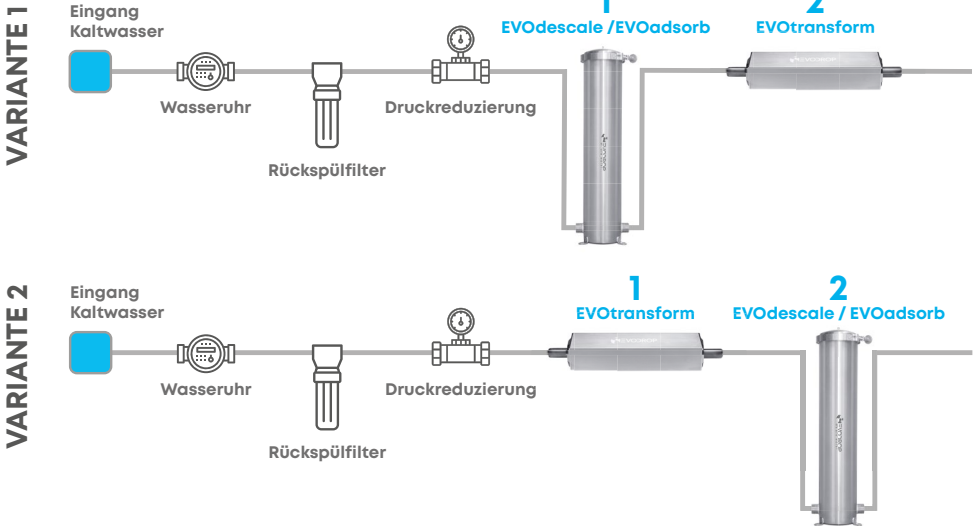 VARIANTE 1
Eingang
Kaltwasser
Wasseruhr
Rückspülfilter
Druckreduzierung
1
EVOdescale /EVOadsorb
2
EVOtransform
VARIANTE 2
Eingang
Kaltwasser
Wasseruhr
Rückspülfilter
Druckreduzierung
1
EVOtransform
2
EVOdescale / EVOadsorb